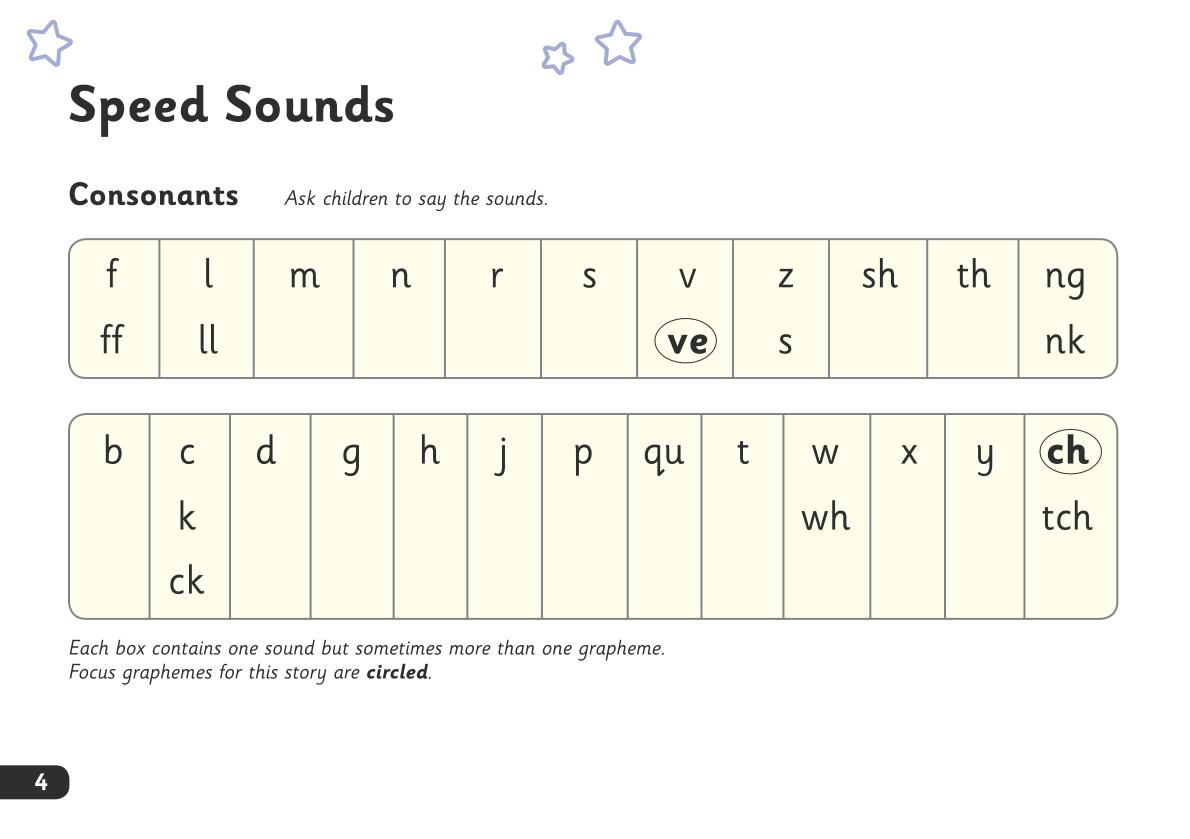 Speed Sounds
Consonants Ask children to say the sounds.
f l m n r s v z sh th ng
ff ll ve s nk
b c d g h j p qu t w x y ch
k wh tch
ck
Each box contains one sound but sometimes more than one grapheme.
Focus graphemes for this story are circled.
4